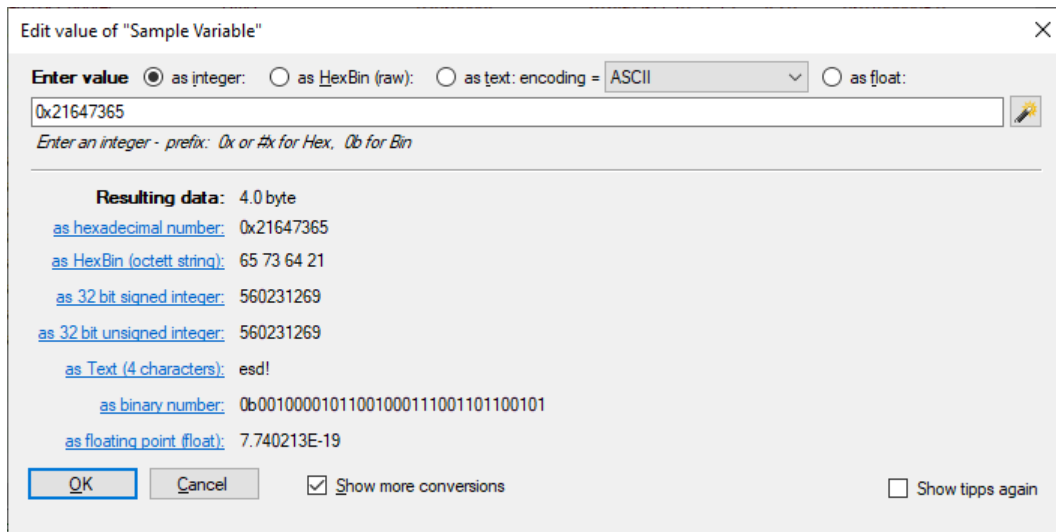 Edit value of "Sample Variable"
Enter value as integer: as HexBin (raw): as text: encoding = ASCII as float:
0x21647365
Enter an integer - prefix: 0x or #x for Hex, 0b for Bin
Resulting data: 4.0 byte
as hexadecimal number: 0x21647365
as HexBin (octett string): 65 73 64 21
as 32 bit signed integer: 560231269
as 32 bit unsigned integer: 560231269
as Text (4 characters): esd!
as binary number: 0b00100001011001000111001101100101
as floating point (float): 7.740213E-19
OK Cancel Show more conversions Show tipps again